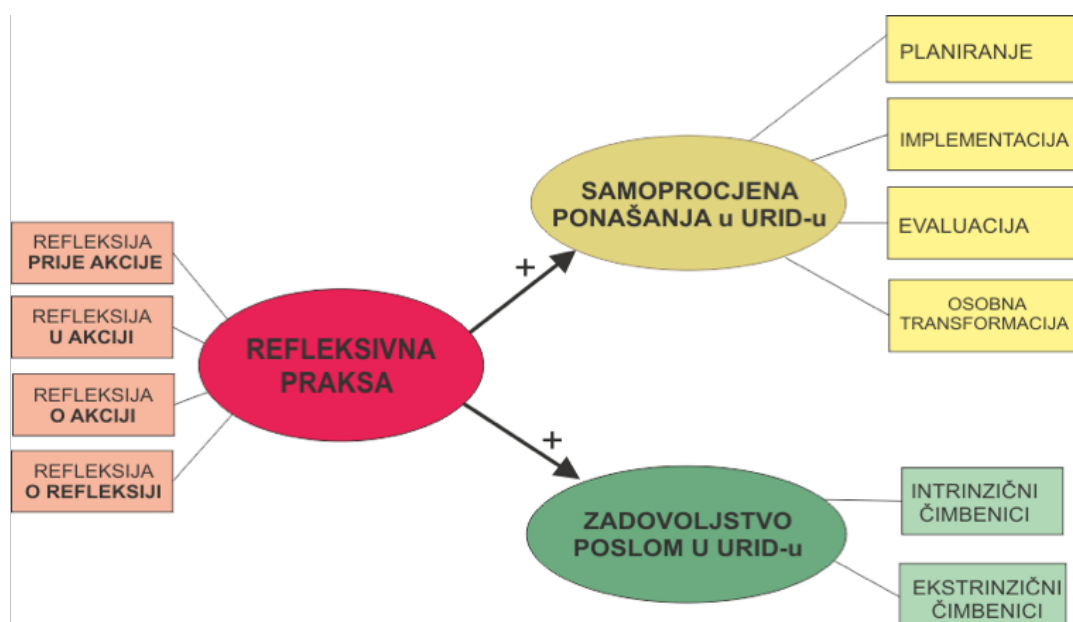 REFLEKSIJA
PRIJE AKCIJE
REFLEKSIJA
U AKCIJI
REFLEKSIJA
O AKCIJI
REFLEKSIJA
O REFLEKSIJI
REFLEKSIVNA
PRAKSA
+
+
SAMOPROCJENA
PONAŠANJA u URID-u
PLANIRANJE
IMPLEMENTACIJA
EVALUACIJA
OSOBNA
TRANSFORMACIJA
ZADOVOLJSTVO
POSLOM U URID-u
INTRINZIČNI
ČIMBENICI
EKSTRINZIČNI
ČIMBENICI